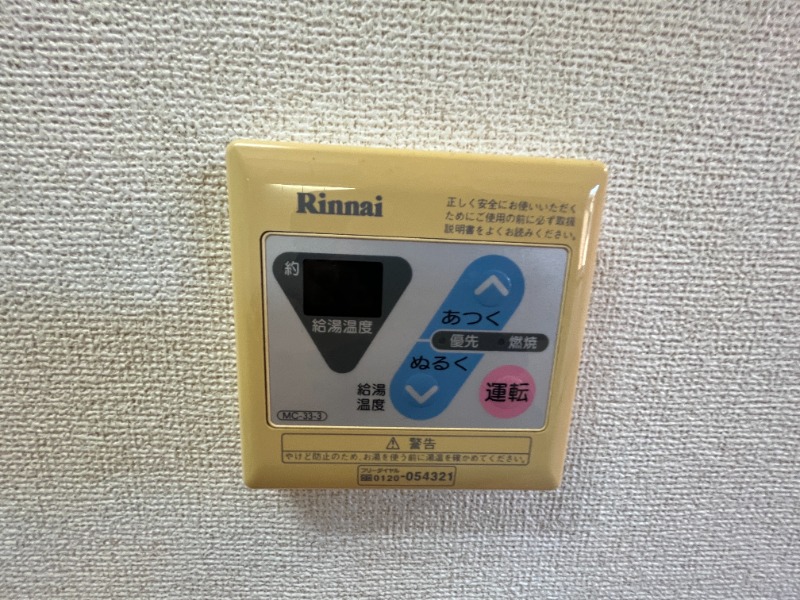 Rinnai
正しく安全にお使いいただく
ためにご使用の前に必ず取扱
説明書をよくお読みください。
約
給湯温度
あつく
優先
燃焼
ぬるく
給湯
温度
運転
MC-33-3
⚠ 警告
やけど防止のため、お湯を使う前に湯温を確かめてください。
フリーダイヤル
0120-054321